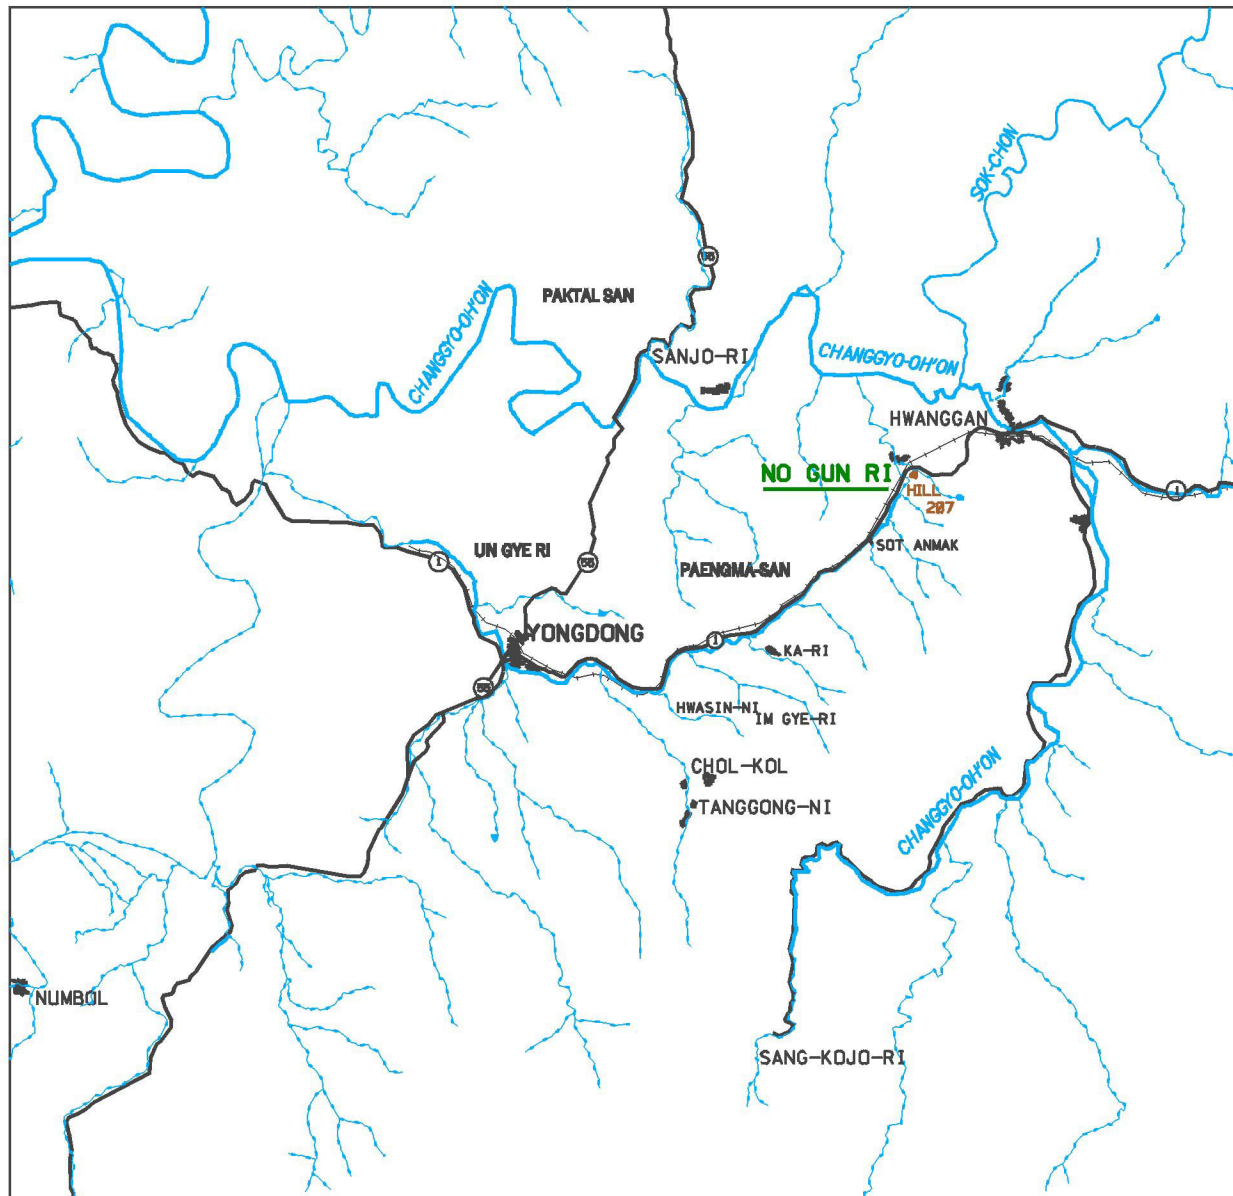 SOK-CHON
PAKTAL SAN
CHANGGYO-OH'ON
SANJO-RI
CHANGGYO-OH'ON
HWANGGAN
NO GUN RI
HILL
207
1
SOT ANMAK
UN GYE RI
1
55
PAENGMA-SAN
YONGDONG
1
KA-RI
55
HWASIN-NI
IM GYE-RI
CHOL-KOL
TANGGONG-NI
CHANGGYO-OH'ON
NUMBOL
SANG-KOJO-RI